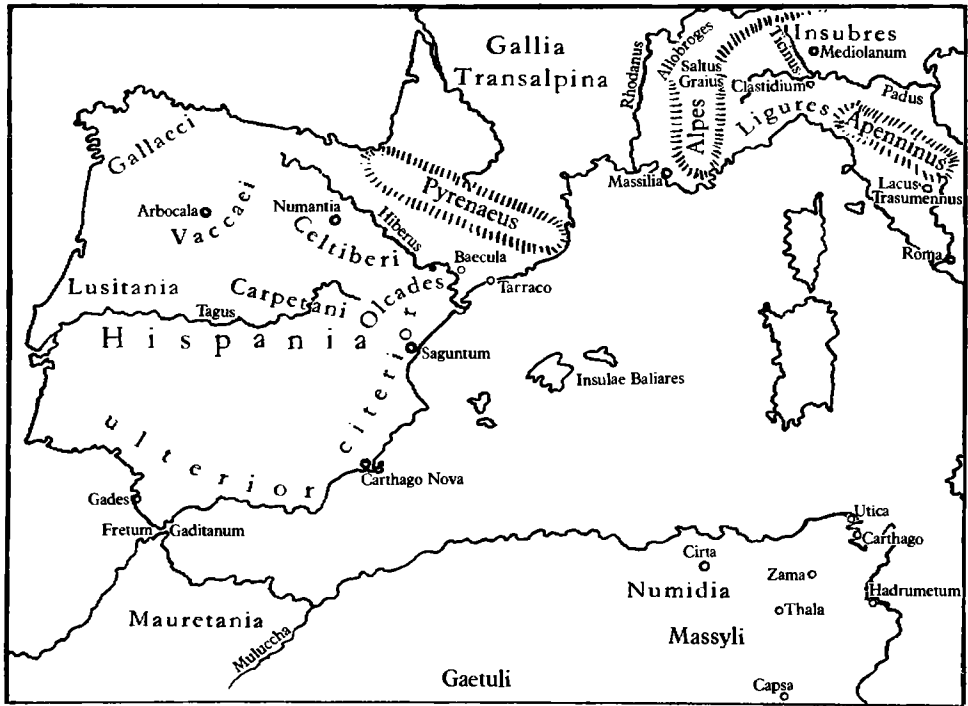 Gallia
Transalpina
Rhodanus
Allobroges
Saltus
Graius
Alpes
Ticinus
Insubres
Mediolanum
Clastidium
Padus
Ligures
Apenninus
Massilia
Lacus
Trasumennus
Roma
Gallacci
Pyrenaeus
Arbocala
Vaccaei
Numantia
Hiberus
Celtiberi
Baecula
Tarraco
Lusitania
Carpetani
Olcades
Tagus
Hispania
citerior
ulterior
Saguntum
Insulae Baliares
Carthago Nova
Gades
Fretum Gaditanum
Utica
Carthago
Cirta
Zama
Hadrumetum
Numidia
Thala
Mauretania
Muluccha
Massyli
Gaetuli
Capsa